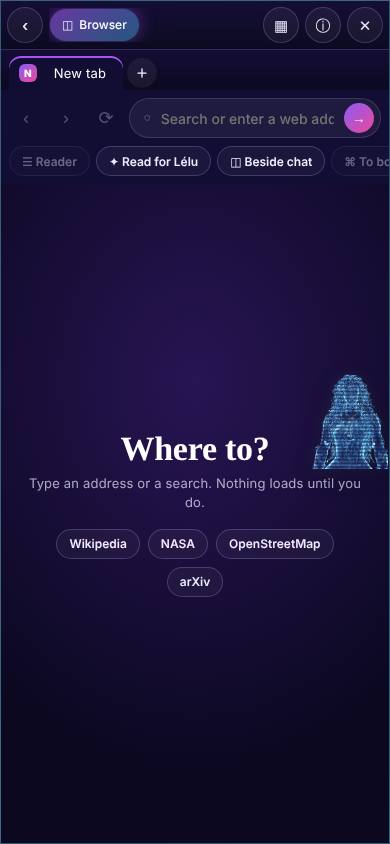 Browser
N New tab
Search or enter a web add
Reader
Read for Lélu
Beside chat
To bo
Where to?
Type an address or a search. Nothing loads until you
do.
Wikipedia
NASA
OpenStreetMap
arXiv